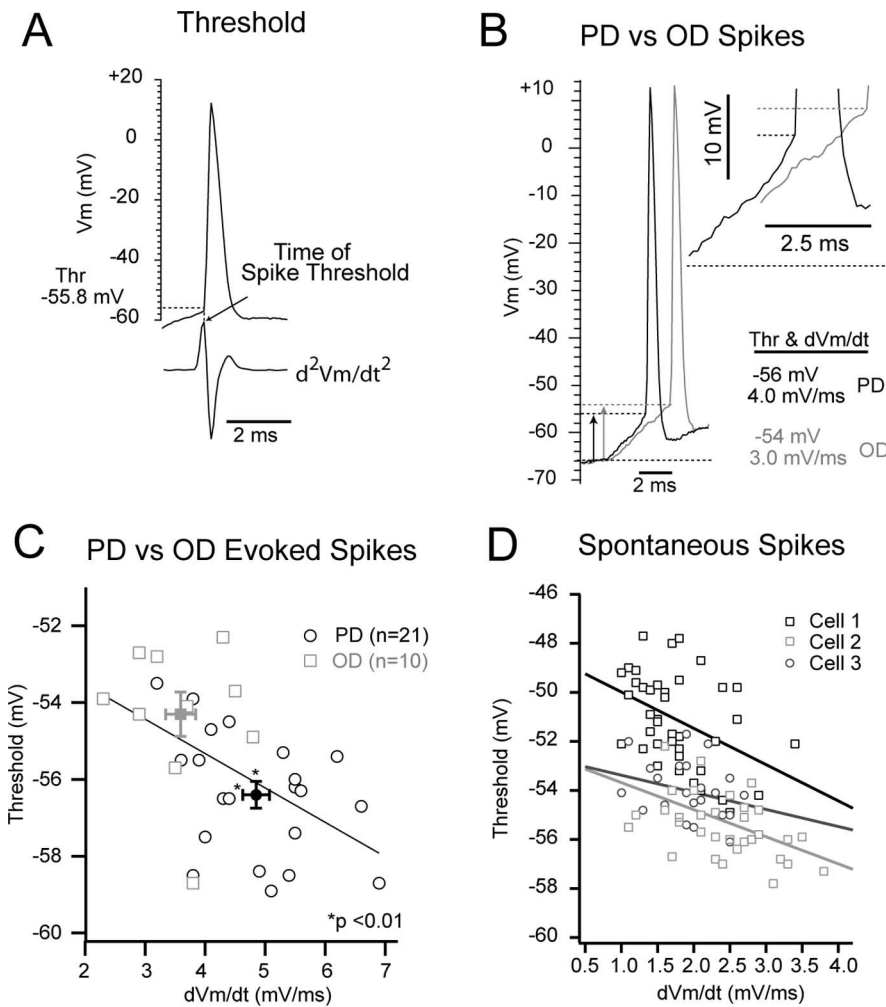 A
Threshold
+20
0
-20
-40
-60
Vm (mV)
Thr
-55.8 mV
Time of
Spike Threshold
d²Vm/dt²
2 ms
B
PD vs OD Spikes
+10
0
-10
-20
-30
-40
-50
-60
-70
Vm (mV)
10 mV
2.5 ms
2 ms
Thr & dVm/dt
-56 mV
4.0 mV/ms
PD
-54 mV
3.0 mV/ms
OD
C
PD vs OD Evoked Spikes
-52
-54
-56
-58
-60
Threshold (mV)
PD (n=21)
OD (n=10)
*
*
*p <0.01
2 3 4 5 6 7
dVm/dt (mV/ms)
D
Spontaneous Spikes
-46
-48
-50
-52
-54
-56
-58
-60
Threshold (mV)
Cell 1
Cell 2
Cell 3
0.5 1.0 1.5 2.0 2.5 3.0 3.5 4.0
dVm/dt (mV/ms)